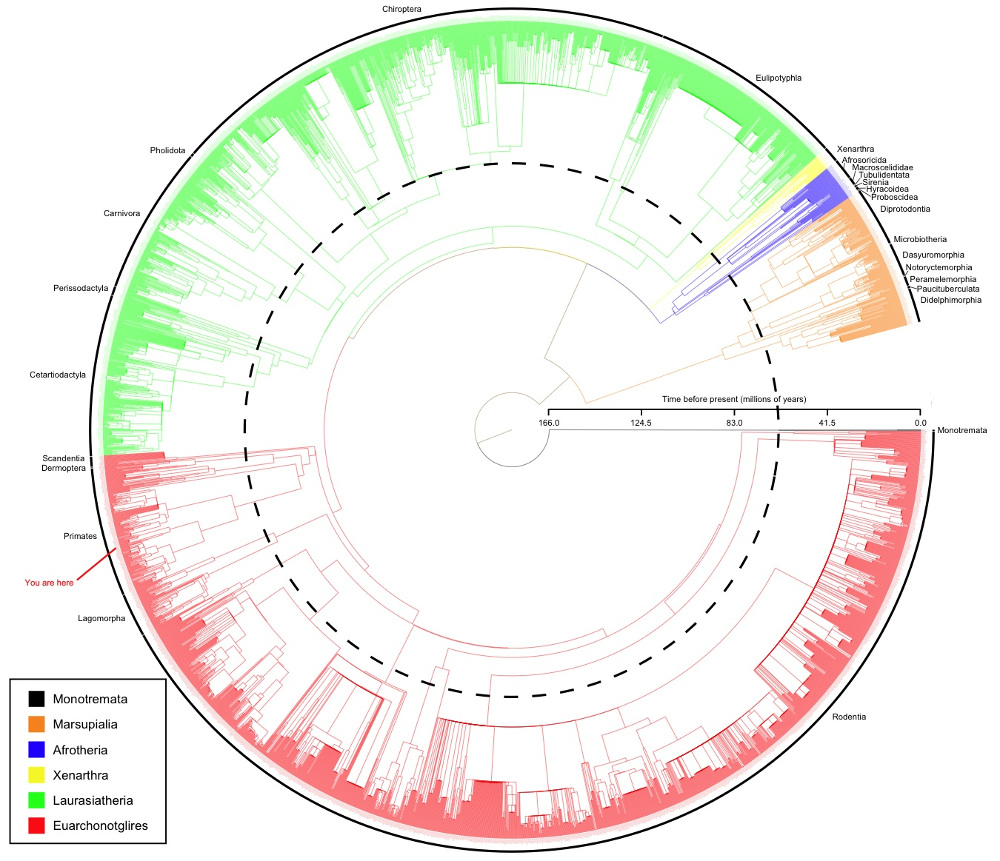 Chiroptera
Eulipotyphia
Xenarthra
Afrosoricida
Macroscelididae
Tubulidentata
Sirenia
Hyracoidea
Proboscidea
Diprotodontia
Microbiotheria
Dasyuromorphia
Notoryctemorphia
Peramelemorphia
Paucituberculata
Didelphimorphia
Pholidota
Carnivora
Perissodactyla
Cetartiodactyla
Time before present (millions of years)
166.0 124.5 83.0 41.5 0.0
Monotremata
Scandentia
Dermoptera
Primates
You are here
Lagomorpha
Rodentia
Monotremata
Marsupialia
Afrotheria
Xenarthra
Laurasiatheria
Euarchonotglires